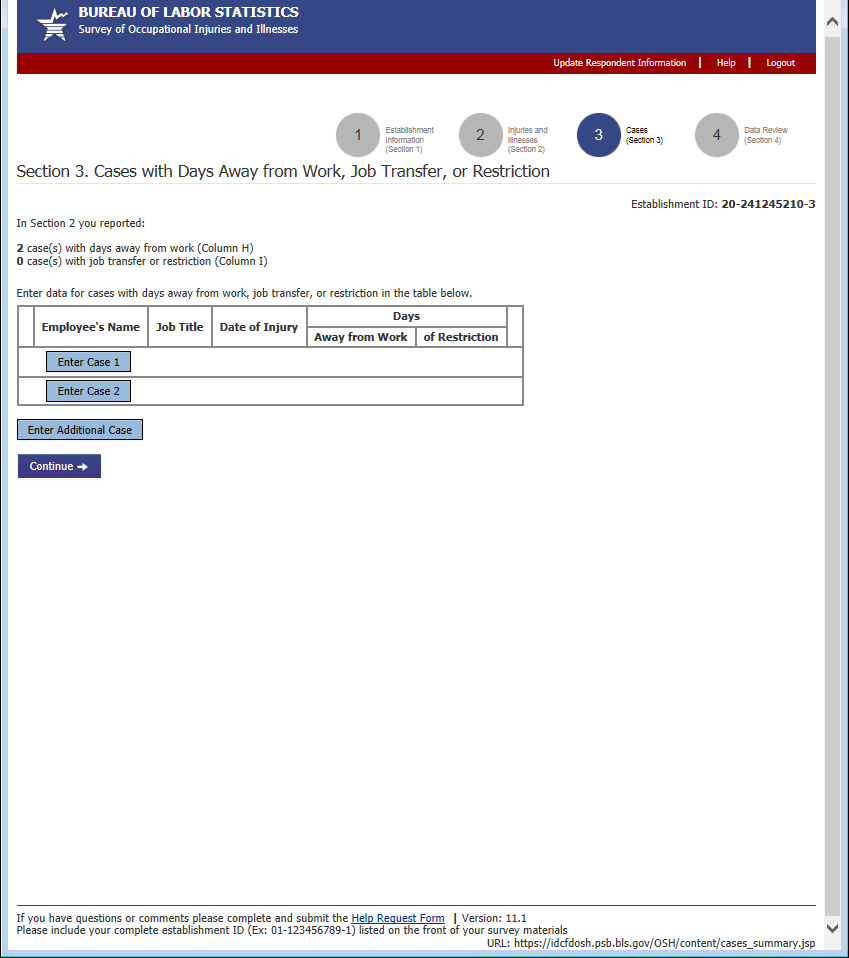 BUREAU OF LABOR STATISTICS
Survey of Occupational Injuries and Illnesses
Update Respondent Information | Help | Logout
1 Establishment Information (Section 1)
2 Injuries and Illnesses (Section 2)
3 Cases (Section 3)
4 Data Review (Section 4)
Section 3. Cases with Days Away from Work, Job Transfer, or Restriction
Establishment ID: 20-241245210-3
In Section 2 you reported:
2 case(s) with days away from work (Column H)
0 case(s) with job transfer or restriction (Column I)
Enter data for cases with days away from work, job transfer, or restriction in the table below.
Employee's Name Job Title Date of Injury Days
Away from Work of Restriction
Enter Case 1
Enter Case 2
Enter Additional Case
Continue →
If you have questions or comments please complete and submit the Help Request Form | Version: 11.1
Please include your complete establishment ID (Ex: 01-123456789-1) listed on the front of your survey materials
URL: https://idcfdosh.psb.bls.gov/OSH/content/cases_summary.jsp